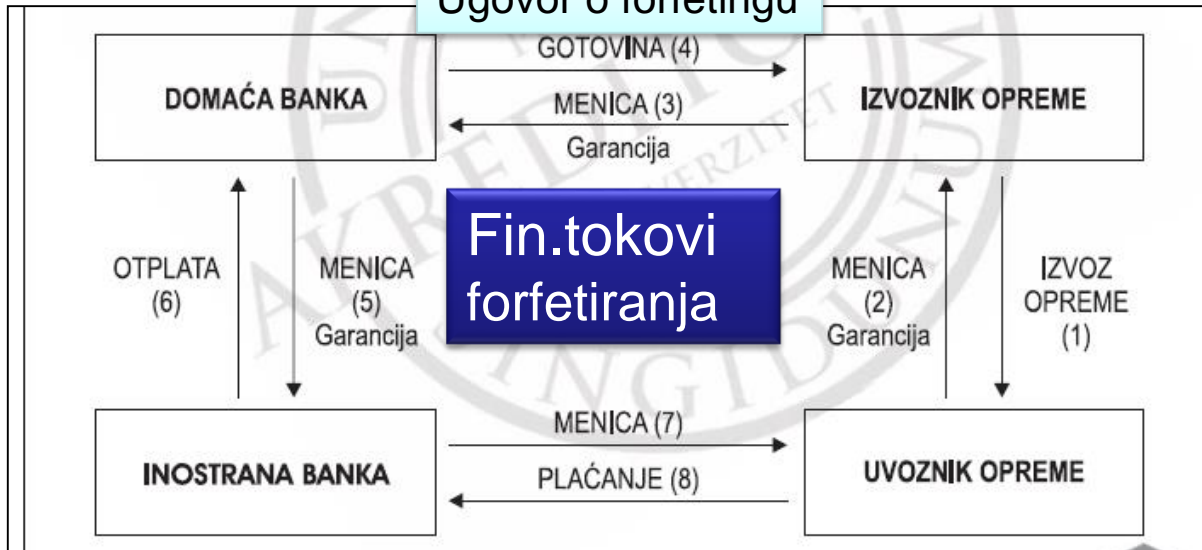 Ugovor o forfetingu
GOTOVINA (4)
DOMAĆA BANKA
IZVOZNIK OPREME
MENICA (3)
Garancija
Fin.tokovi
forfetiranja
OTPLATA
(6)
MENICA
(5)
Garancija
MENICA
(2)
Garancija
IZVOZ
OPREME
(1)
MENICA (7)
INOSTRANA BANKA
UVOZNIK OPREME
PLAĆANJE (8)